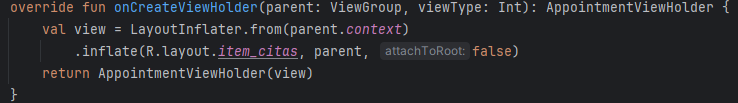 override fun onCreateViewHolder(parent: ViewGroup, viewType: Int): AppointmentViewHolder {
    val view = LayoutInflater.from(parent.context)
        .inflate(R.layout.item_citas, parent, attachToRoot: false)
    return AppointmentViewHolder(view)
}